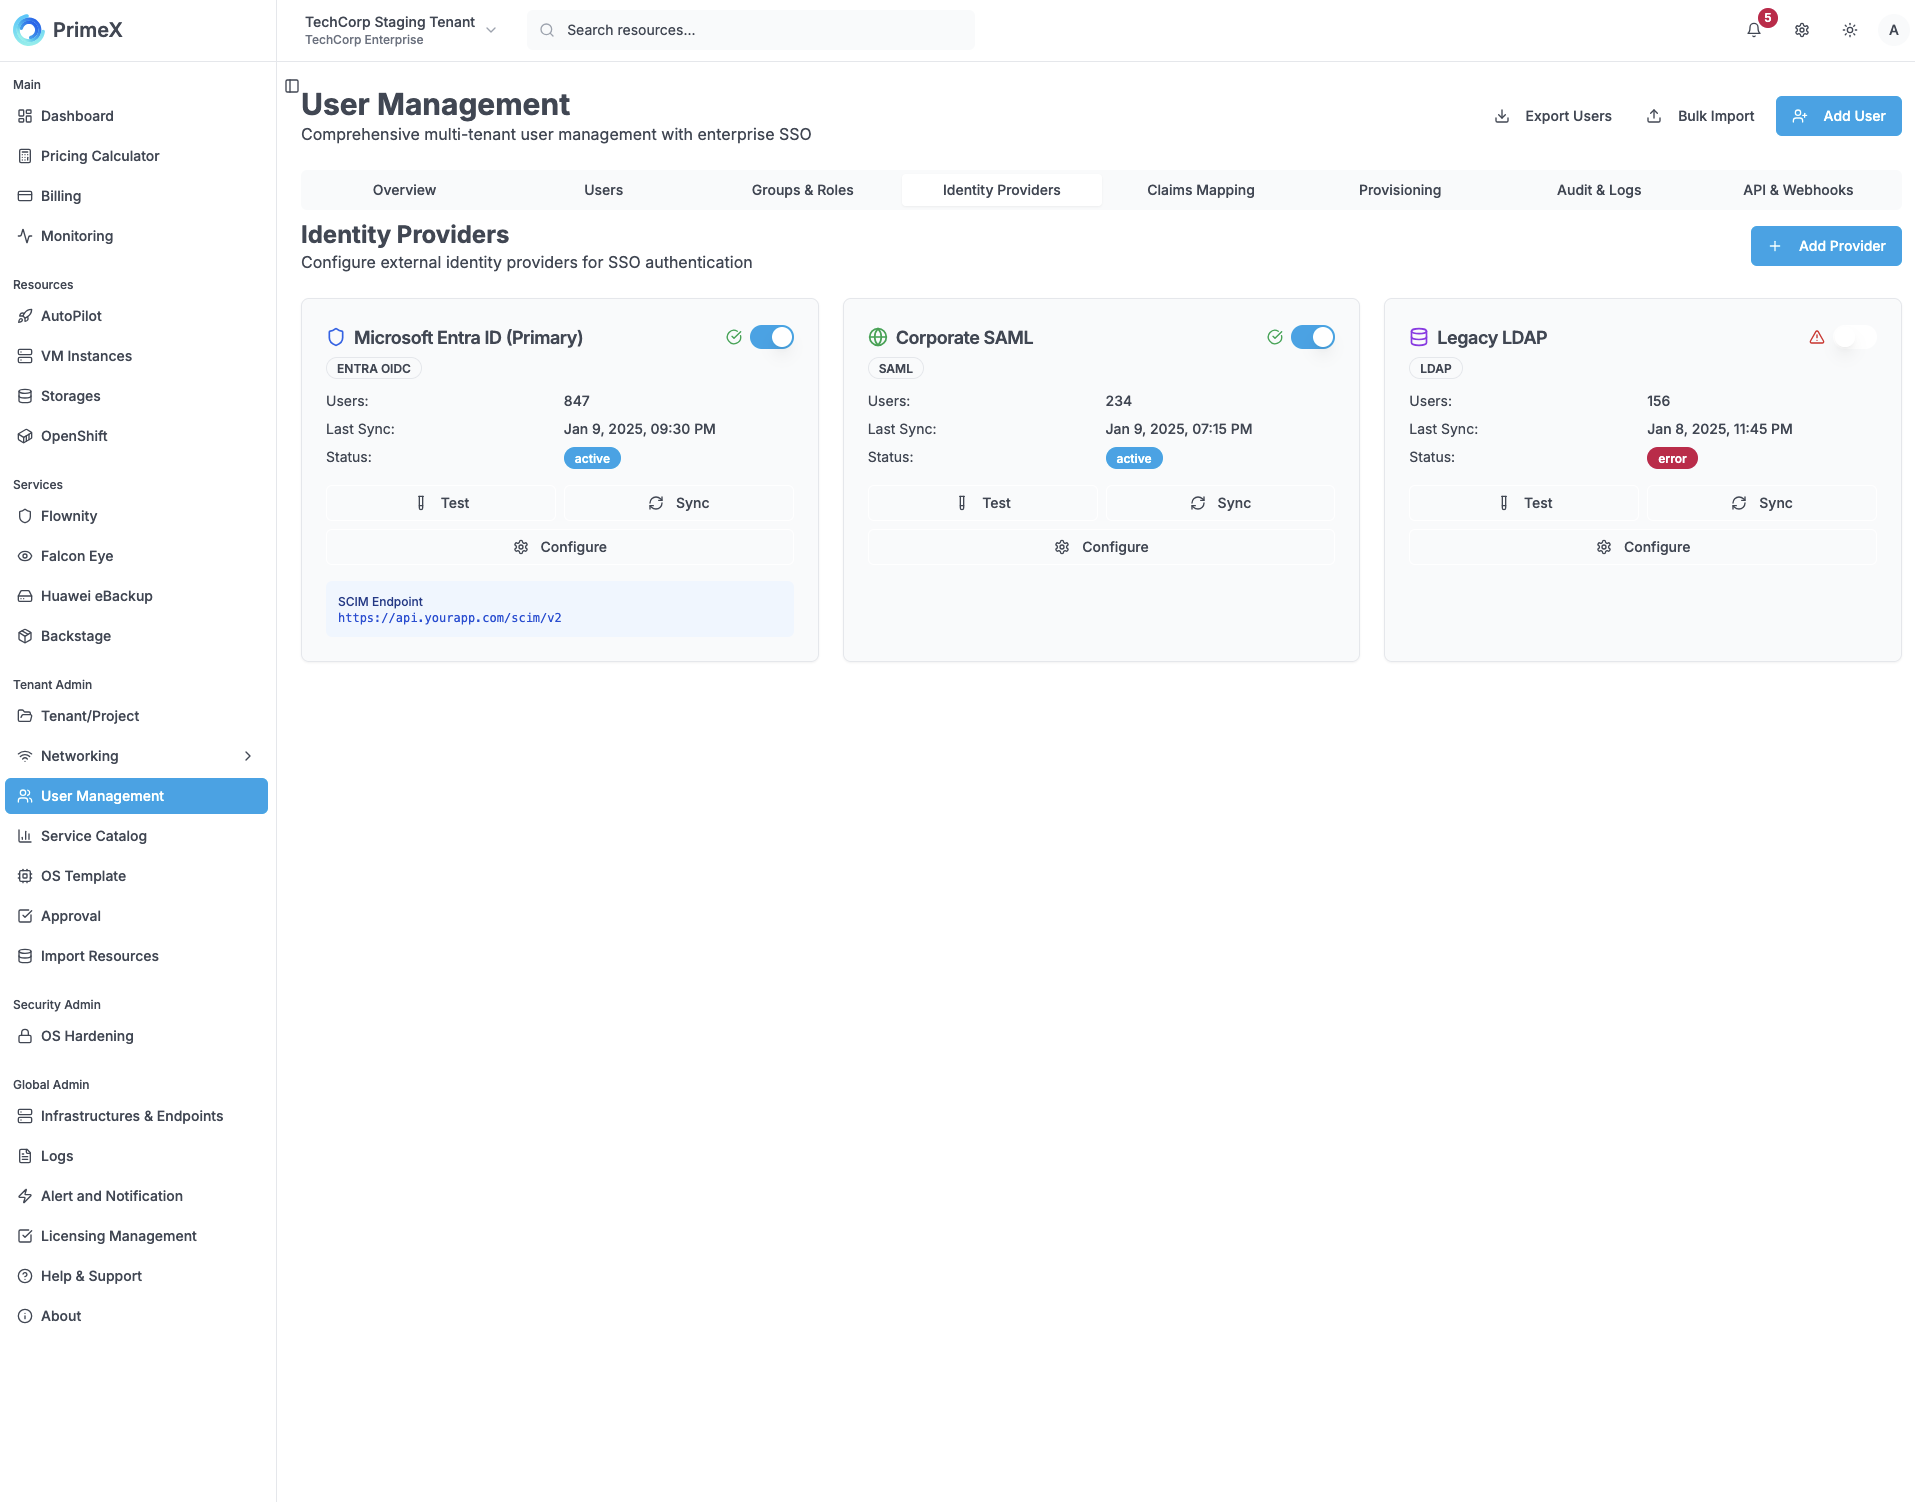 PrimeX
TechCorp Staging Tenant
TechCorp Enterprise
Search resources...
5
A
Main
Dashboard
Pricing Calculator
Billing
Monitoring
Resources
AutoPilot
VM Instances
Storages
OpenShift
Services
Flownity
Falcon Eye
Huawei eBackup
Backstage
Tenant Admin
Tenant/Project
Networking
User Management
Service Catalog
OS Template
Approval
Import Resources
Security Admin
OS Hardening
Global Admin
Infrastructures & Endpoints
Logs
Alert and Notification
Licensing Management
Help & Support
About
User Management
Comprehensive multi-tenant user management with enterprise SSO
Export Users
Bulk Import
Add User
Overview
Users
Groups & Roles
Identity Providers
Claims Mapping
Provisioning
Audit & Logs
API & Webhooks
Identity Providers
Configure external identity providers for SSO authentication
Add Provider
Microsoft Entra ID (Primary)
ENTRA OIDC
Users: 847
Last Sync: Jan 9, 2025, 09:30 PM
Status: active
Test
Sync
Configure
SCIM Endpoint
https://api.yourapp.com/scim/v2
Corporate SAML
SAML
Users: 234
Last Sync: Jan 9, 2025, 07:15 PM
Status: active
Test
Sync
Configure
Legacy LDAP
LDAP
Users: 156
Last Sync: Jan 8, 2025, 11:45 PM
Status: error
Test
Sync
Configure